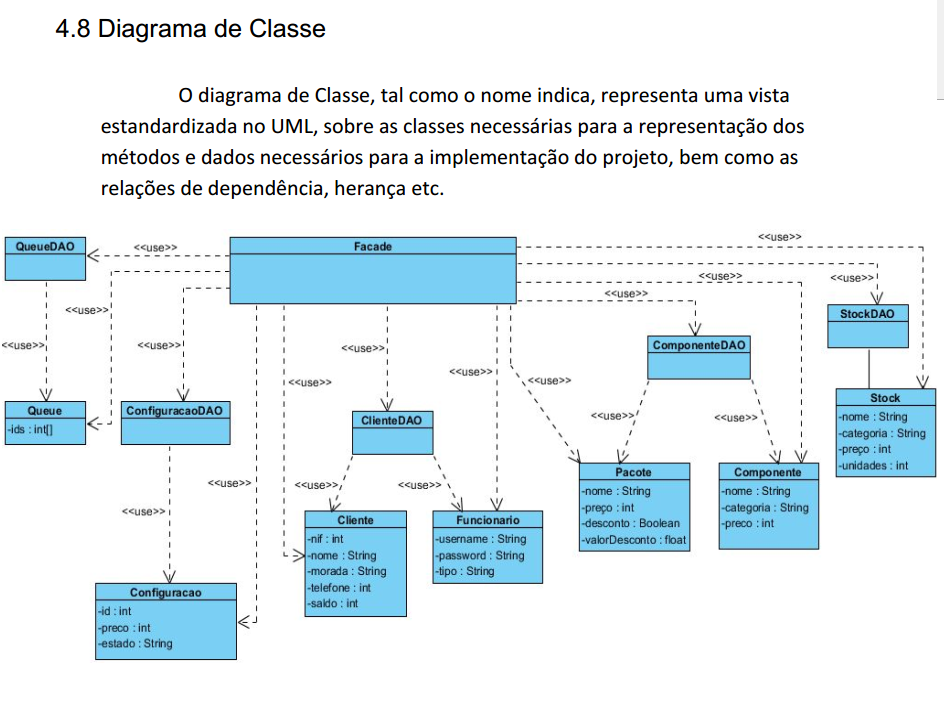 4.8 Diagrama de Classe
O diagrama de Classe, tal como o nome indica, representa uma vista
estandardizada no UML, sobre as classes necessárias para a representação dos
métodos e dados necessários para a implementação do projeto, bem como as
relações de dependência, herança etc.
QueueDAO
<<use>>
Facade
<<use>>
<<use>>
<<use>>
<<use>>
<<use>>
StockDAO
<<use>>
<<use>>
<<use>>
ComponenteDAO
<<use>>
<<use>>
<<use>>
Stock
-nome : String
-categoria : String
-preço : int
-unidades : int
Queue
-ids : int[]
ConfiguracaoDAO
ClienteDAO
<<use>>
<<use>>
Pacote
-nome : String
-preço : int
-desconto : Boolean
-valorDesconto : float
Componente
-nome : String
-categoria : String
-preco : int
<<use>>
<<use>>
<<use>>
<<use>>
Cliente
-nif : int
-nome : String
-morada : String
-telefone : int
-saldo : int
Funcionario
-username : String
-password : String
-tipo : String
Configuracao
-id : int
-preco : int
-estado : String